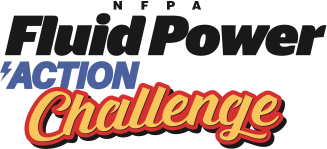 NFPA
Fluid Power
ACTION
Challenge